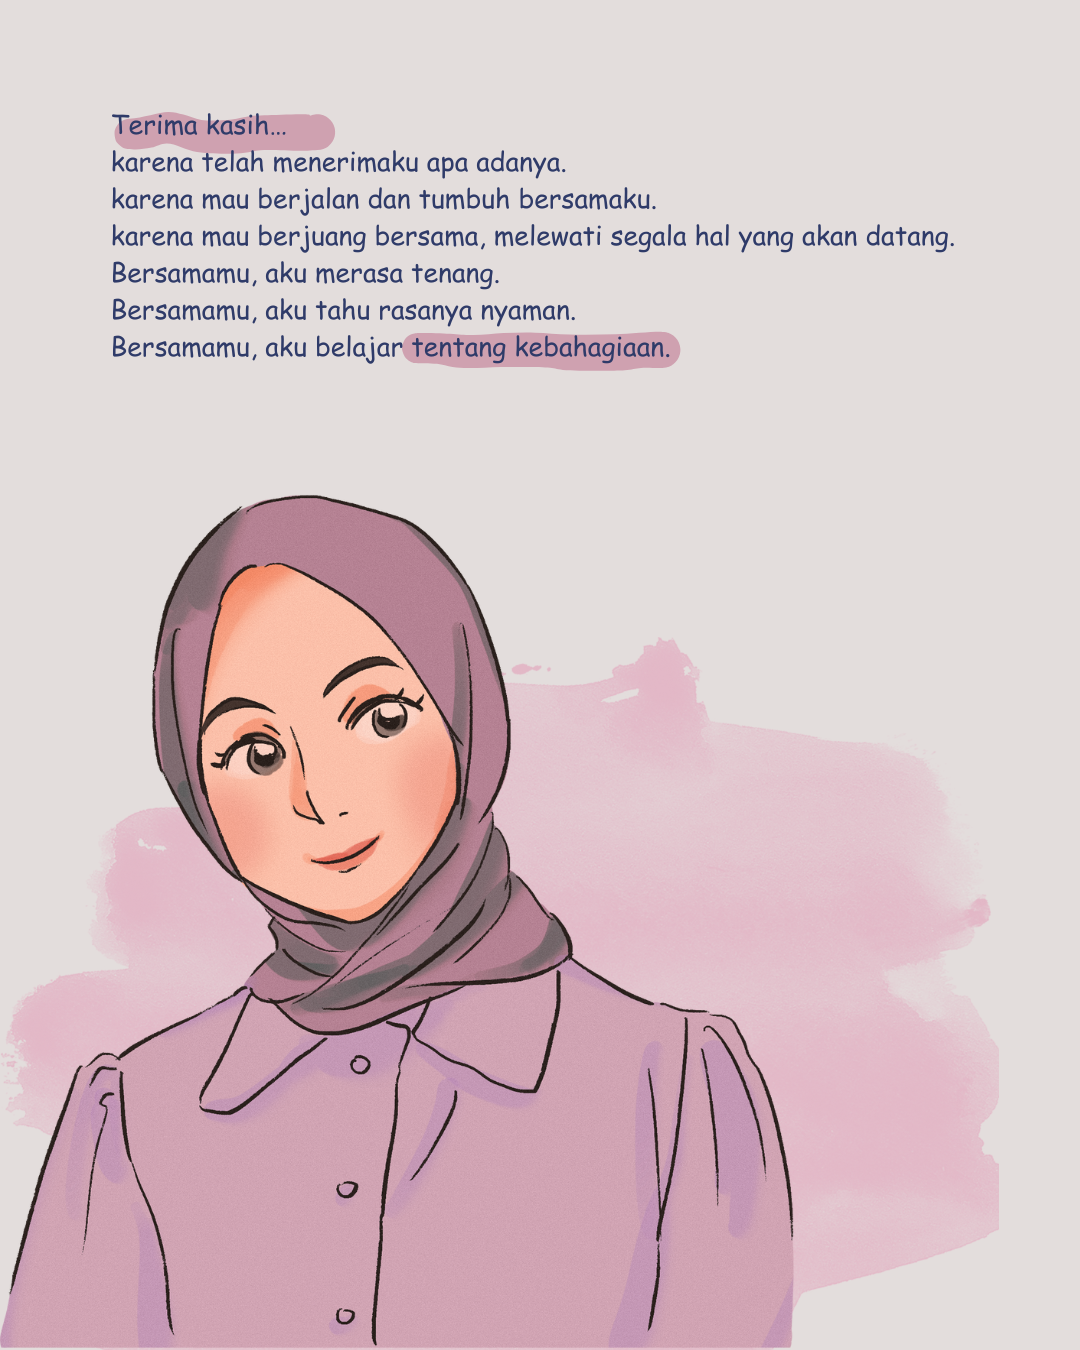 Terima kasih...
karena telah menerimaku apa adanya.
karena mau berjalan dan tumbuh bersamaku.
karena mau berjuang bersama, melewati segala hal yang akan datang.
Bersamamu, aku merasa tenang.
Bersamamu, aku tahu rasanya nyaman.
Bersamamu, aku belajar tentang kebahagiaan.